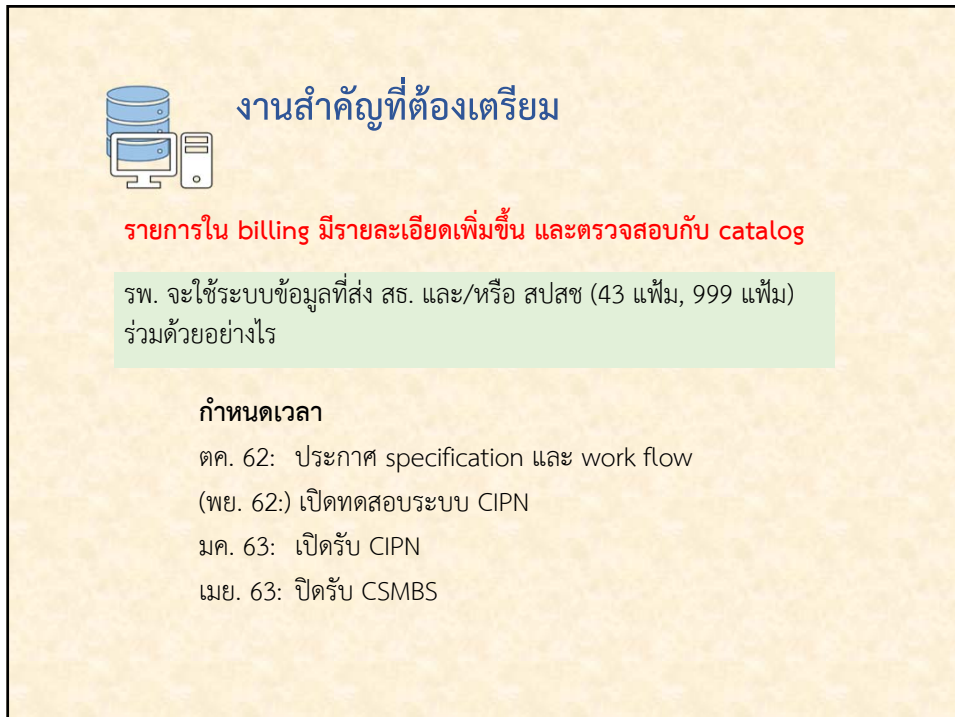 งานสำคัญที่ต้องเตรียม
รายการใน billing มีรายละเอียดเพิ่มขึ้น และตรวจสอบกับ catalog
รพ. จะใช้ระบบข้อมูลที่ส่ง สธ. และ/หรือ สปสช (43 แฟ้ม, 999 แฟ้ม)
ร่วมด้วยอย่างไร
กำหนดเวลา
ตค. 62: ประกาศ specification และ work flow
(พย. 62:) เปิดทดสอบระบบ CIPN
มค. 63: เปิดรับ CIPN
เมย. 63: ปิดรับ CSMBS